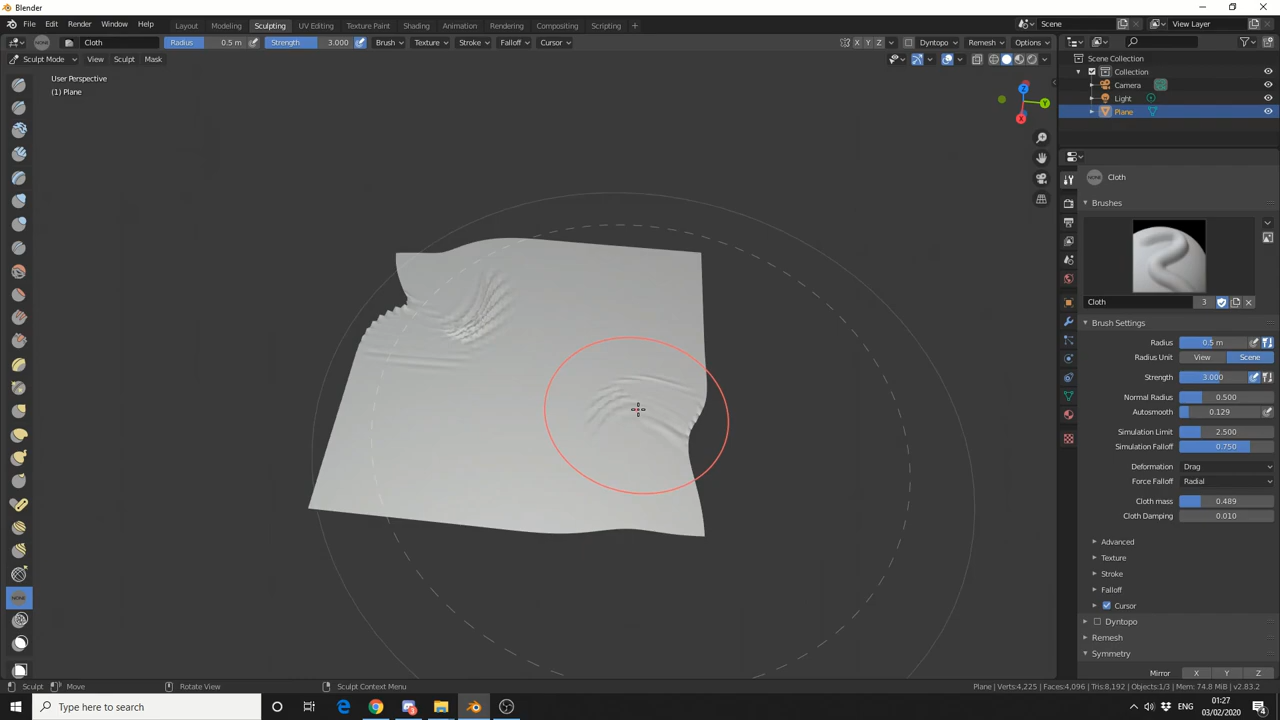 Blender
File Edit Render Window Help Layout Modeling Sculpting UV Editing Texture Paint Shading Animation Rendering Compositing Scripting + Scene View Layer
Cloth Radius 0.5 m Strength 3.000 Brush Texture Stroke Falloff Cursor X Y Z Dyntopo Remesh Options
Sculpt Mode View Sculpt Mask
User Perspective
(1) Plane
Z
Y
X
Scene Collection
Collection
Camera
Light
Plane
NONE Cloth
Brushes
Cloth 3
Brush Settings
Radius 0.5 m
Radius Unit View Scene
Strength 3.000
Normal Radius 0.500
Autosmooth 0.129
Simulation Limit 2.500
Simulation Falloff 0.750
Deformation Drag
Force Falloff Radial
Cloth mass 0.489
Cloth Damping 0.010
Advanced
Texture
Stroke
Falloff
Cursor
Dyntopo
Remesh
Symmetry
Mirror X Y Z
Sculpt Move Rotate View Sculpt Context Menu Plane | Verts:4,225 | Faces:4,096 | Tris:8,192 | Objects:1/3 | Mem: 74.8 MiB | v2.83.2
Type here to search ENG 01:27 03/02/2020